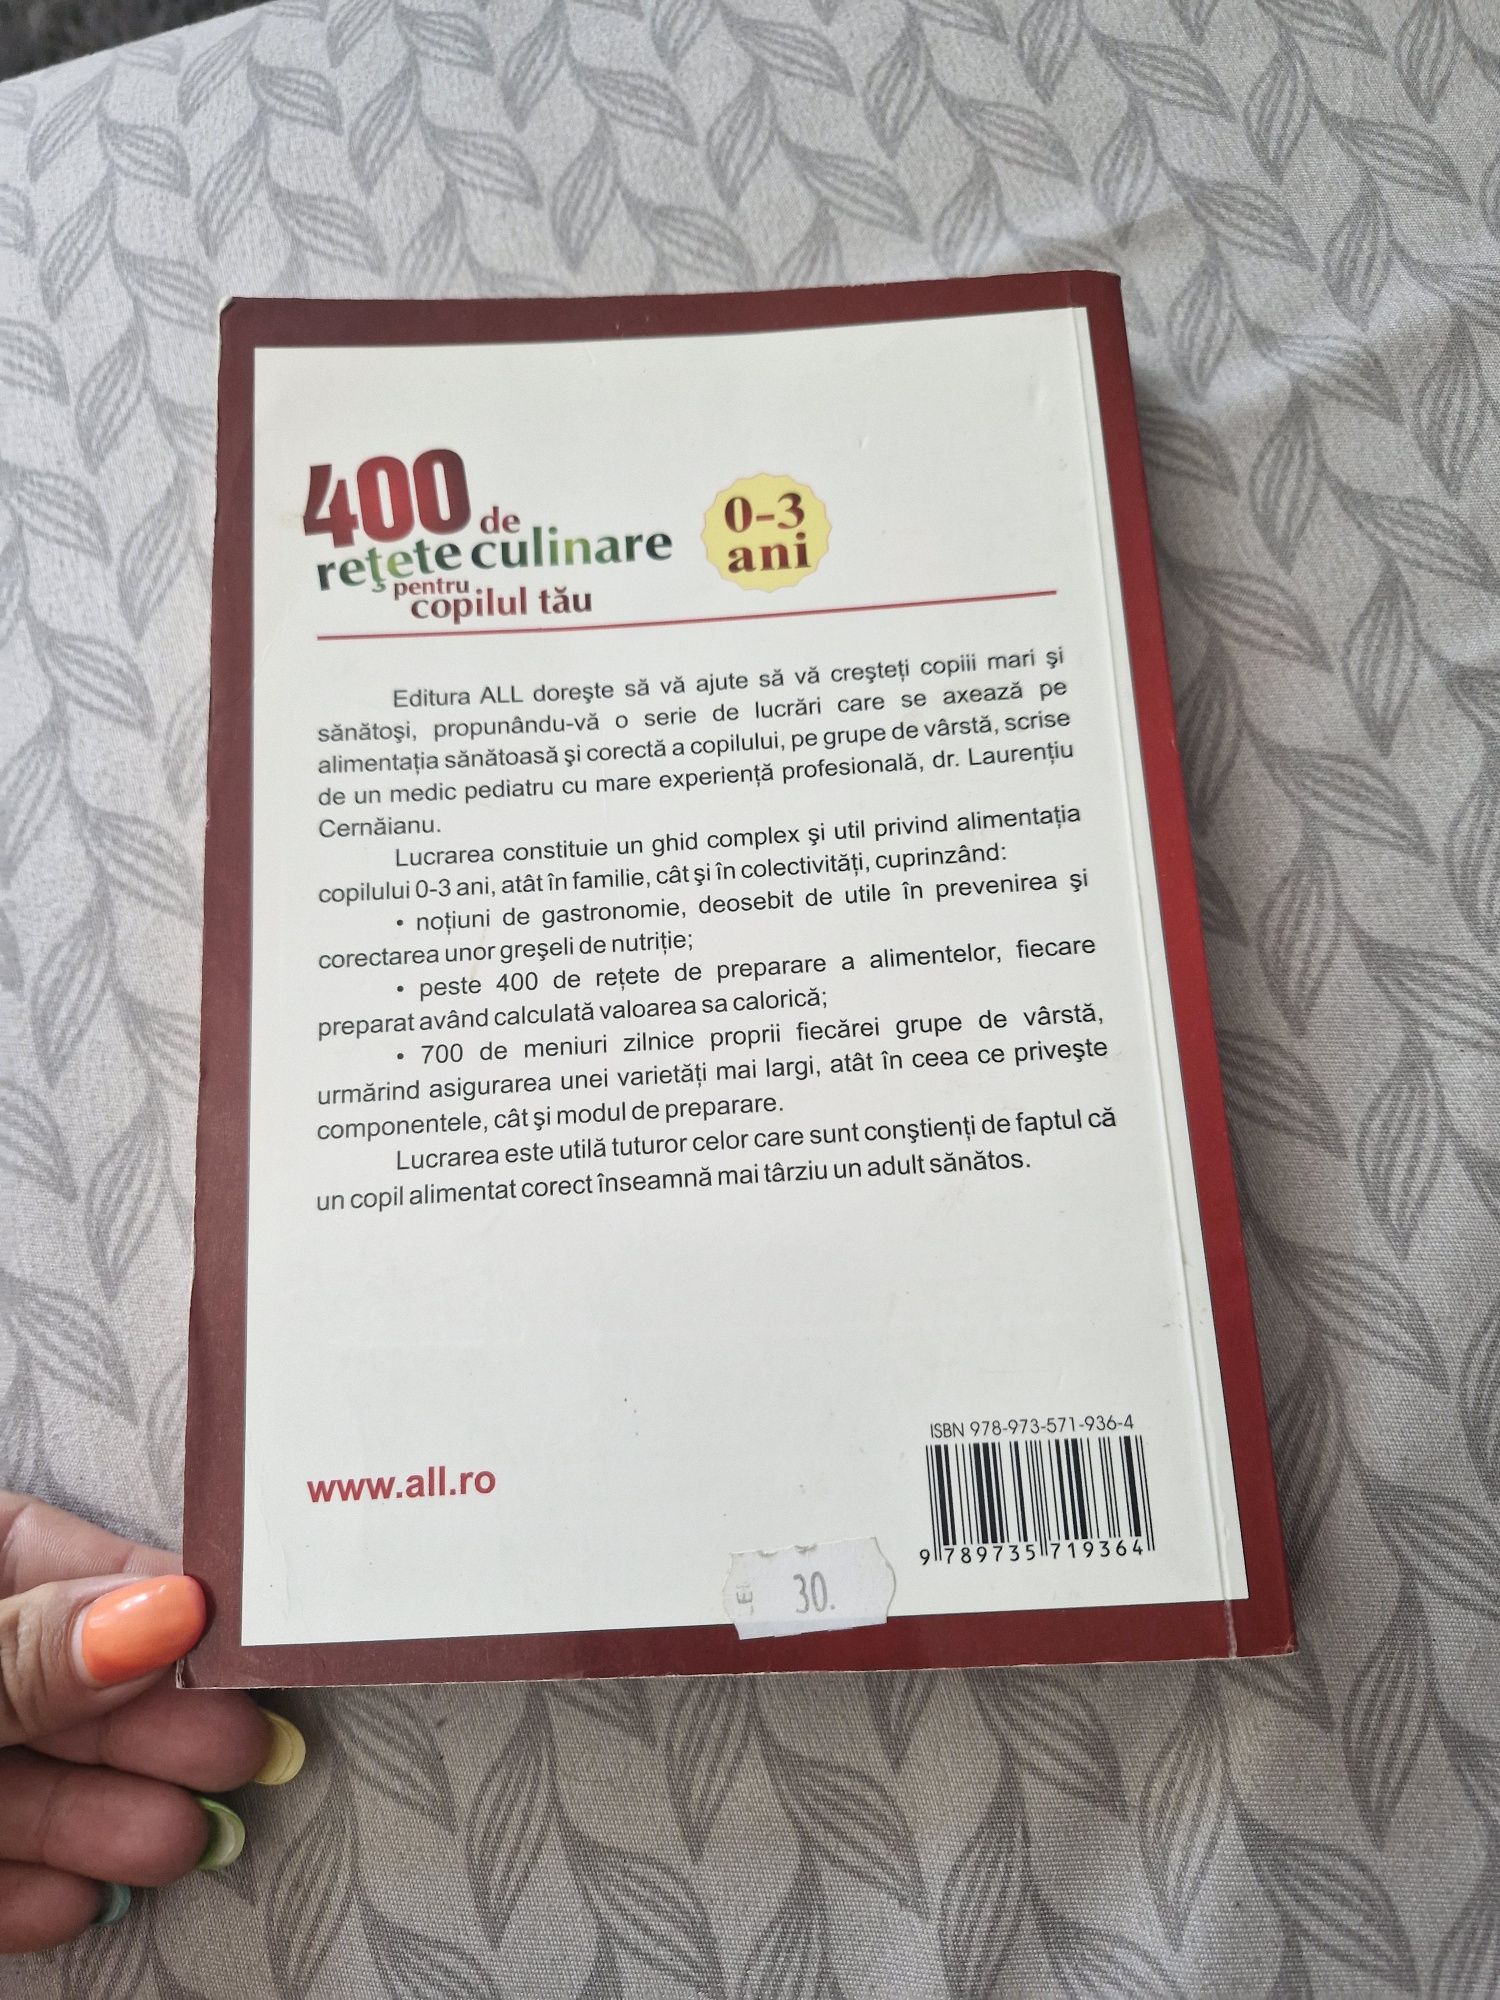 400 de
rețete culinare
pentru
copilul tău
0-3
ani
Editura ALL dorește să vă ajute să vă creșteți copiii mari și
sănătoși, propunându-vă o serie de lucrări care se axează pe
alimentația sănătoasă și corectă a copilului, pe grupe de vârstă, scrise
de un medic pediatru cu mare experiență profesională, dr. Laurențiu
Cernăianu.
Lucrarea constituie un ghid complex și util privind alimentația
copilului 0-3 ani, atât în familie, cât și în colectivități, cuprinzând:
• noțiuni de gastronomie, deosebit de utile în prevenirea și
corectarea unor greșeli de nutriție;
• peste 400 de rețete de preparare a alimentelor, fiecare
preparat având calculată valoarea sa calorică;
• 700 de meniuri zilnice proprii fiecărei grupe de vârstă,
urmărind asigurarea unei varietăți mai largi, atât în ceea ce privește
componentele, cât și modul de preparare.
Lucrarea este utilă tuturor celor care sunt conștienți de faptul că
un copil alimentat corect înseamnă mai târziu un adult sănătos.
ISBN 978-973-571-936-4
www.all.ro
9 789735 719364
30.